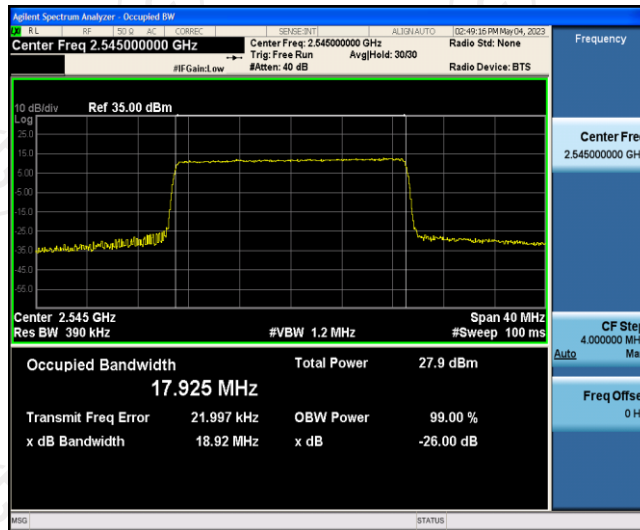 Agilent Spectrum Analyzer - Occupied BW
RL RF 50 Ω AC CORREC SENSE:INT ALIGNAUTO 02:49:16 PM May 04, 2023
Center Freq 2.545000000 GHz
Center Freq: 2.545000000 GHz
Radio Std: None
Trig: Free Run Avg|Hold: 30/30
#IFGain:Low
#Atten: 40 dB
Radio Device: BTS
10 dB/div Ref 35.00 dBm
Log
25.0
15.0
5.00
-5.00
-15.0
-25.0
-35.0
-45.0
-55.0
Center 2.545 GHz
Span 40 MHz
Res BW 390 kHz
#VBW 1.2 MHz
#Sweep 100 ms
Occupied Bandwidth
17.925 MHz
Total Power 27.9 dBm
Transmit Freq Error 21.997 kHz
OBW Power 99.00 %
x dB Bandwidth 18.92 MHz
x dB -26.00 dB
MSG
STATUS
Frequency
Center Fre
2.545000000 GH
CF Step
4.000000 MH
Auto Ma
Freq Offse
0 H